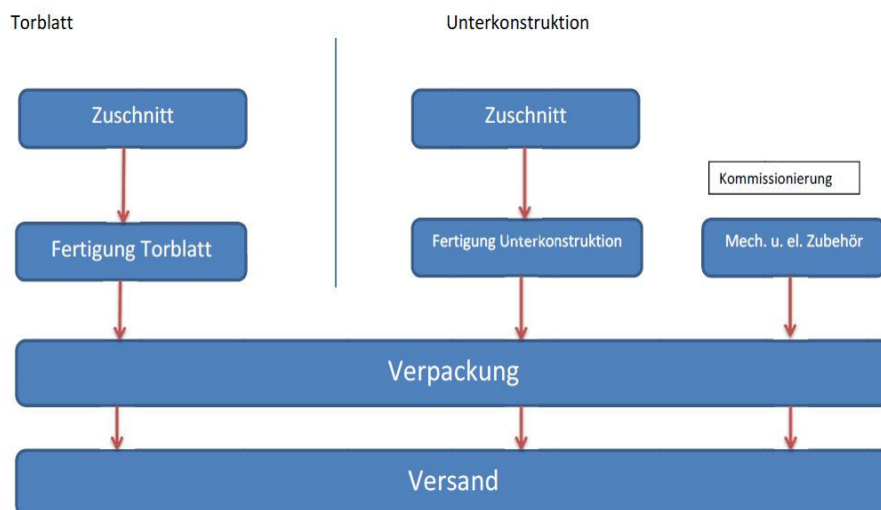 Torblatt
Unterkonstruktion
Zuschnitt
Zuschnitt
Kommissionierung
Fertigung Torblatt
Fertigung Unterkonstruktion
Mech. u. el. Zubehör
Verpackung
Versand